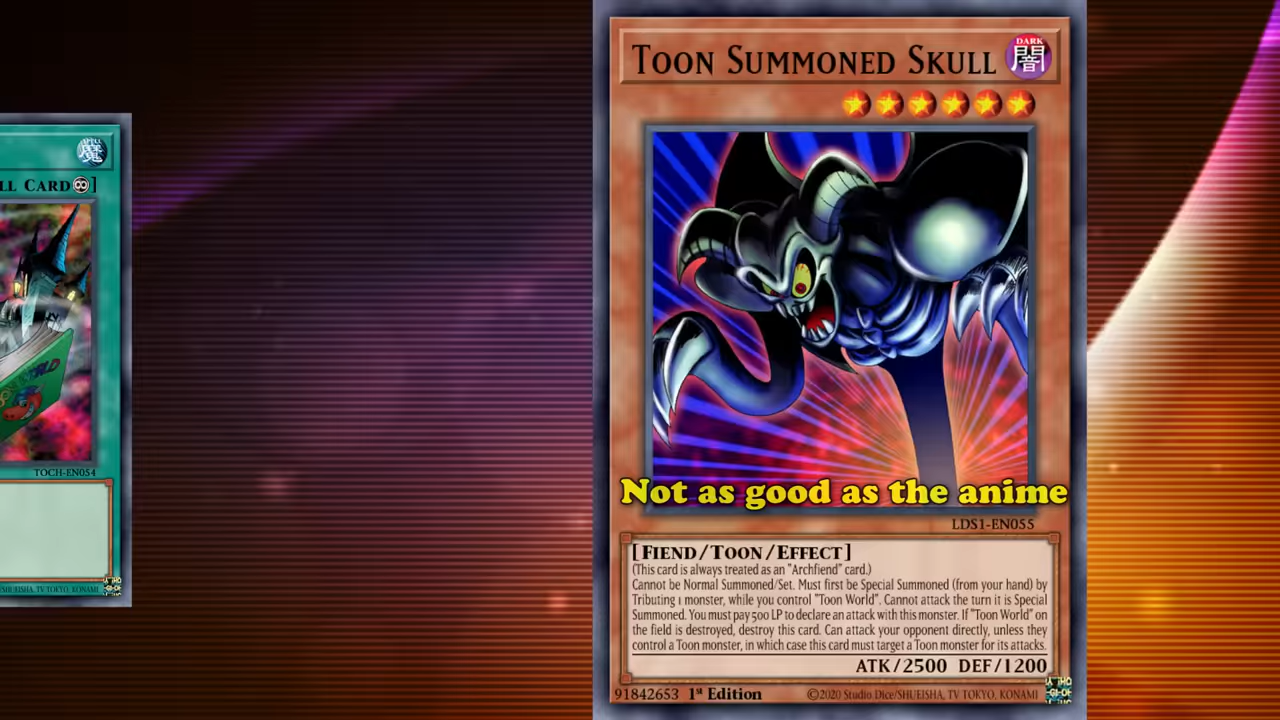 LL CARD♾]
魔
TOCH-EN054
SHUEISHA, TV TOKYO, KONAMI
TOON SUMMONED SKULL
DARK
闇
Not as good as the anime
LDS1-EN055
[FIEND/TOON/EFFECT]
(This card is always treated as an "Archfiend" card.)
Cannot be Normal Summoned/Set. Must first be Special Summoned (from your hand) by
Tributing 1 monster, while you control "Toon World". Cannot attack the turn it is Special
Summoned. You must pay 500 LP to declare an attack with this monster. If "Toon World" on
the field is destroyed, destroy this card. Can attack your opponent directly, unless they
control a Toon monster, in which case this card must target a Toon monster for its attacks.
ATK/2500 DEF/1200
91842653 1st Edition ©2020 Studio Dice/SHUEISHA, TV TOKYO, KONAMI